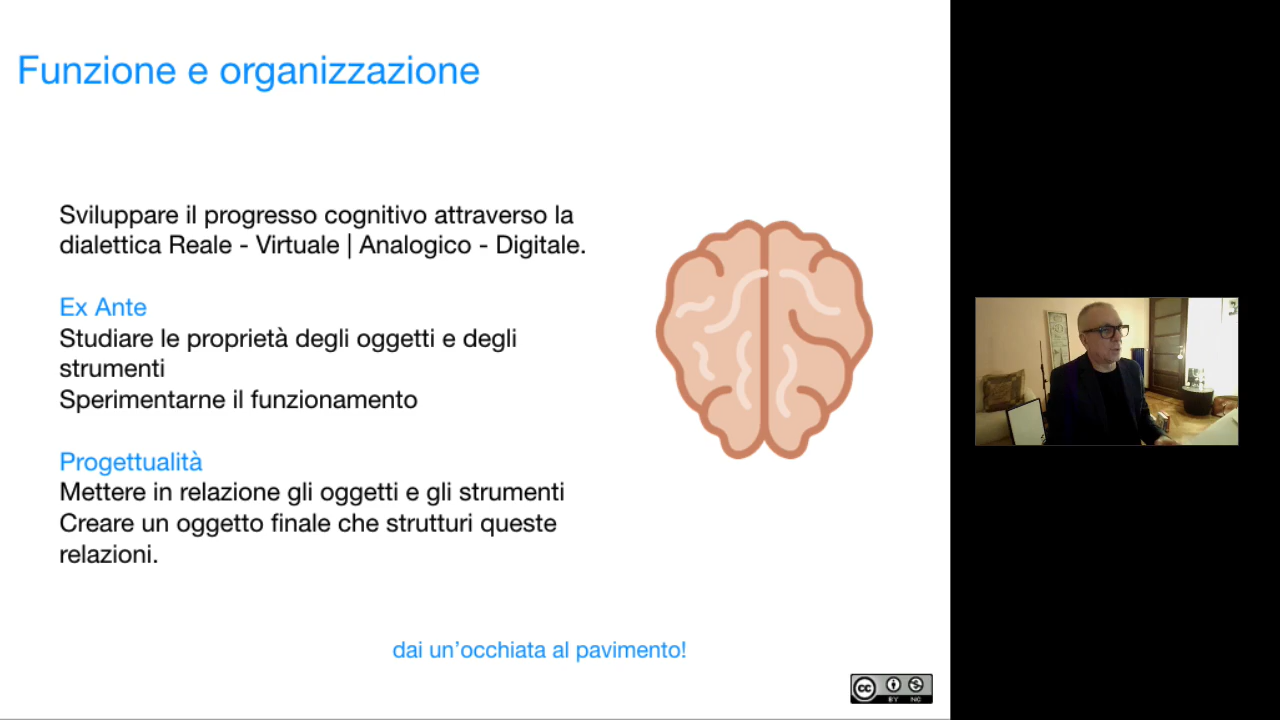 Funzione e organizzazione
Sviluppare il progresso cognitivo attraverso la
dialettica Reale - Virtuale | Analogico - Digitale.
Ex Ante
Studiare le proprietà degli oggetti e degli
strumenti
Sperimentarne il funzionamento
Progettualità
Mettere in relazione gli oggetti e gli strumenti
Creare un oggetto finale che strutturi queste
relazioni.
dai un’occhiata al pavimento!
cc
BY NC